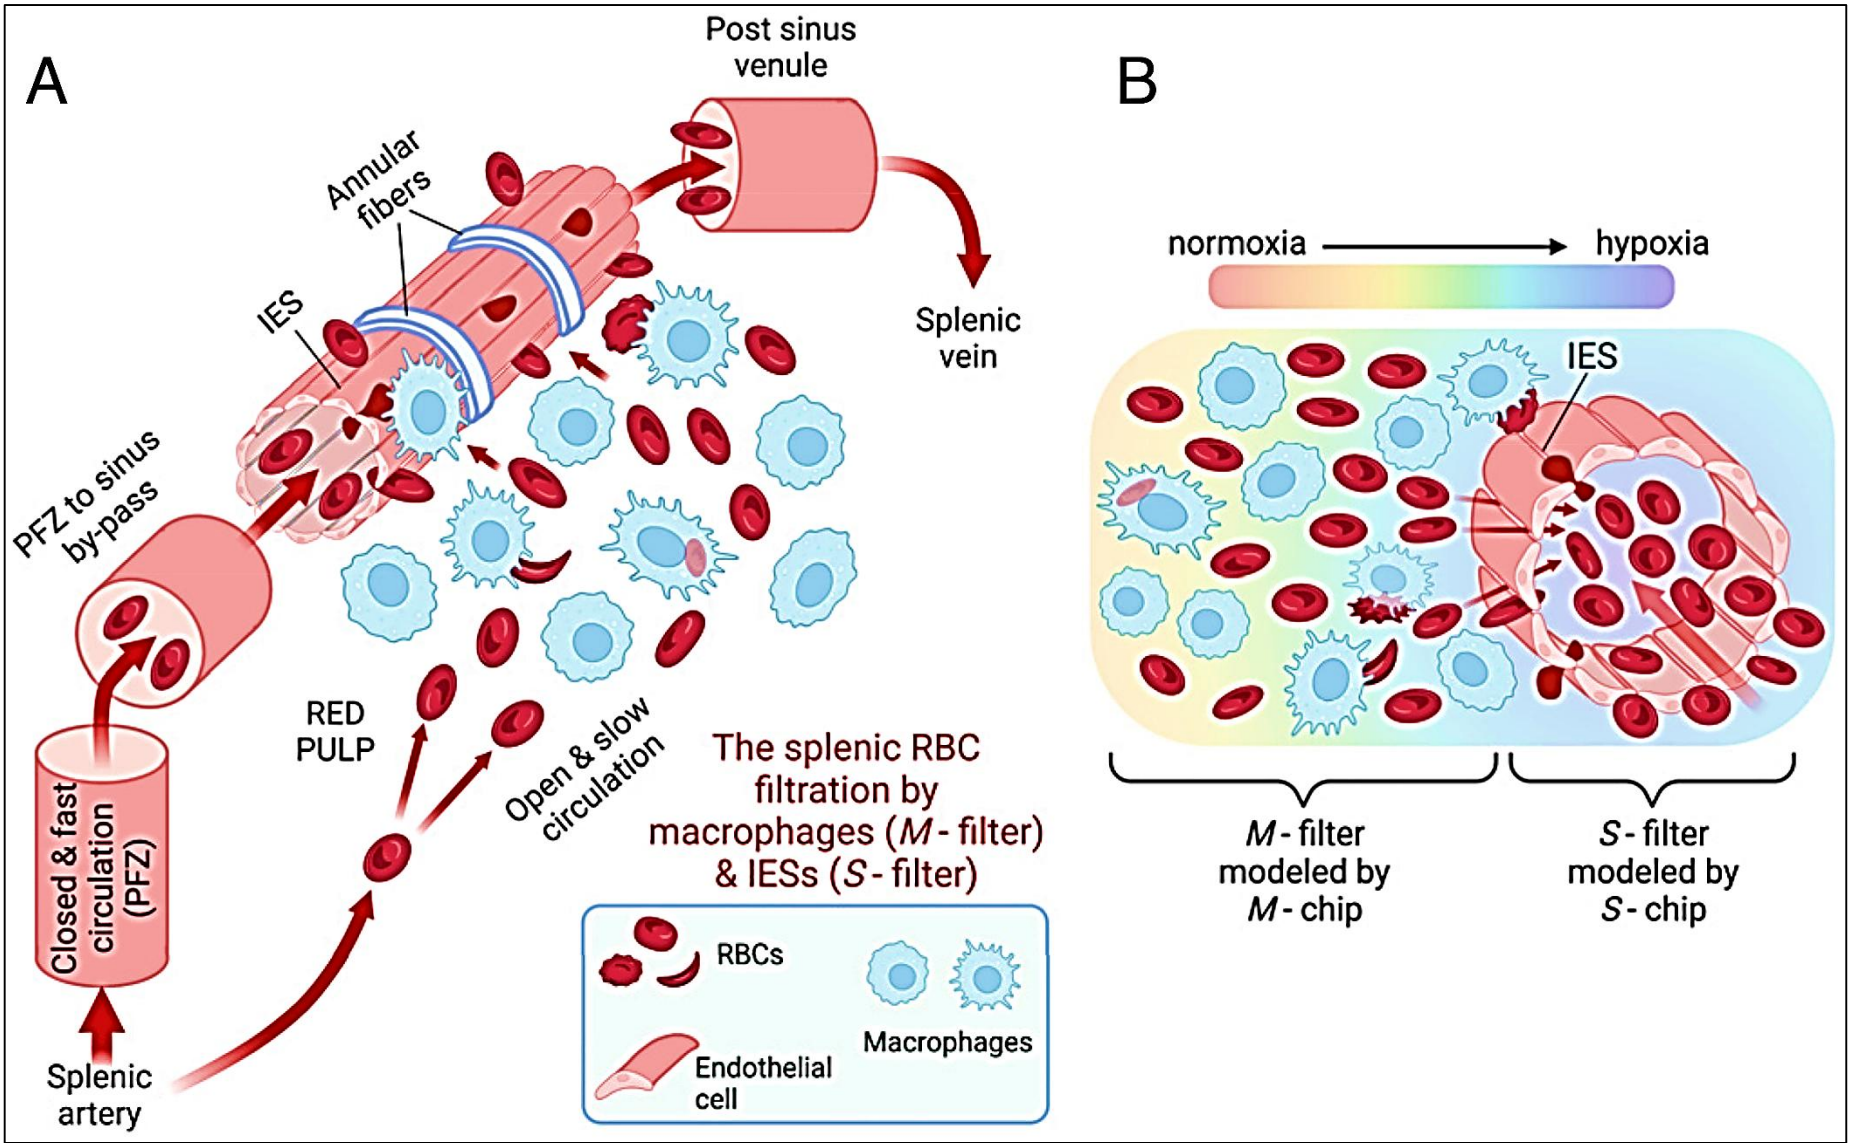 A
Post sinus
venule
Annular
fibers
IES
Splenic
vein
PFZ to sinus
by-pass
RED
PULP
Open & slow
circulation
Closed & fast
circulation
(PFZ)
Splenic
artery
The splenic RBC
filtration by
macrophages (M - filter)
& IESs (S - filter)
RBCs
Macrophages
Endothelial
cell
B
normoxia
hypoxia
IES
M - filter
modeled by
M - chip
S - filter
modeled by
S - chip